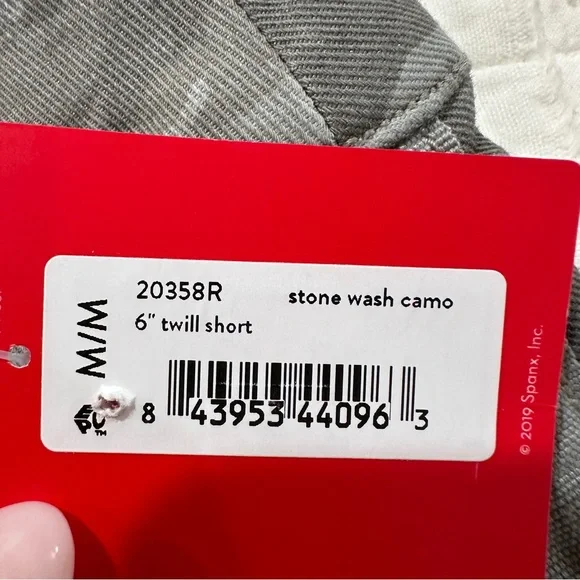 20358R stone wash camo
6" twill short
M/M
8 43953 44096 3
© 2019 Spanx, Inc.